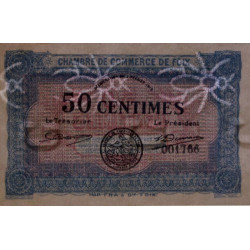 CHAMBRE DE COMMERCE DE FOIX
50 CENTIMES
Le Trésorier Le Président
001766